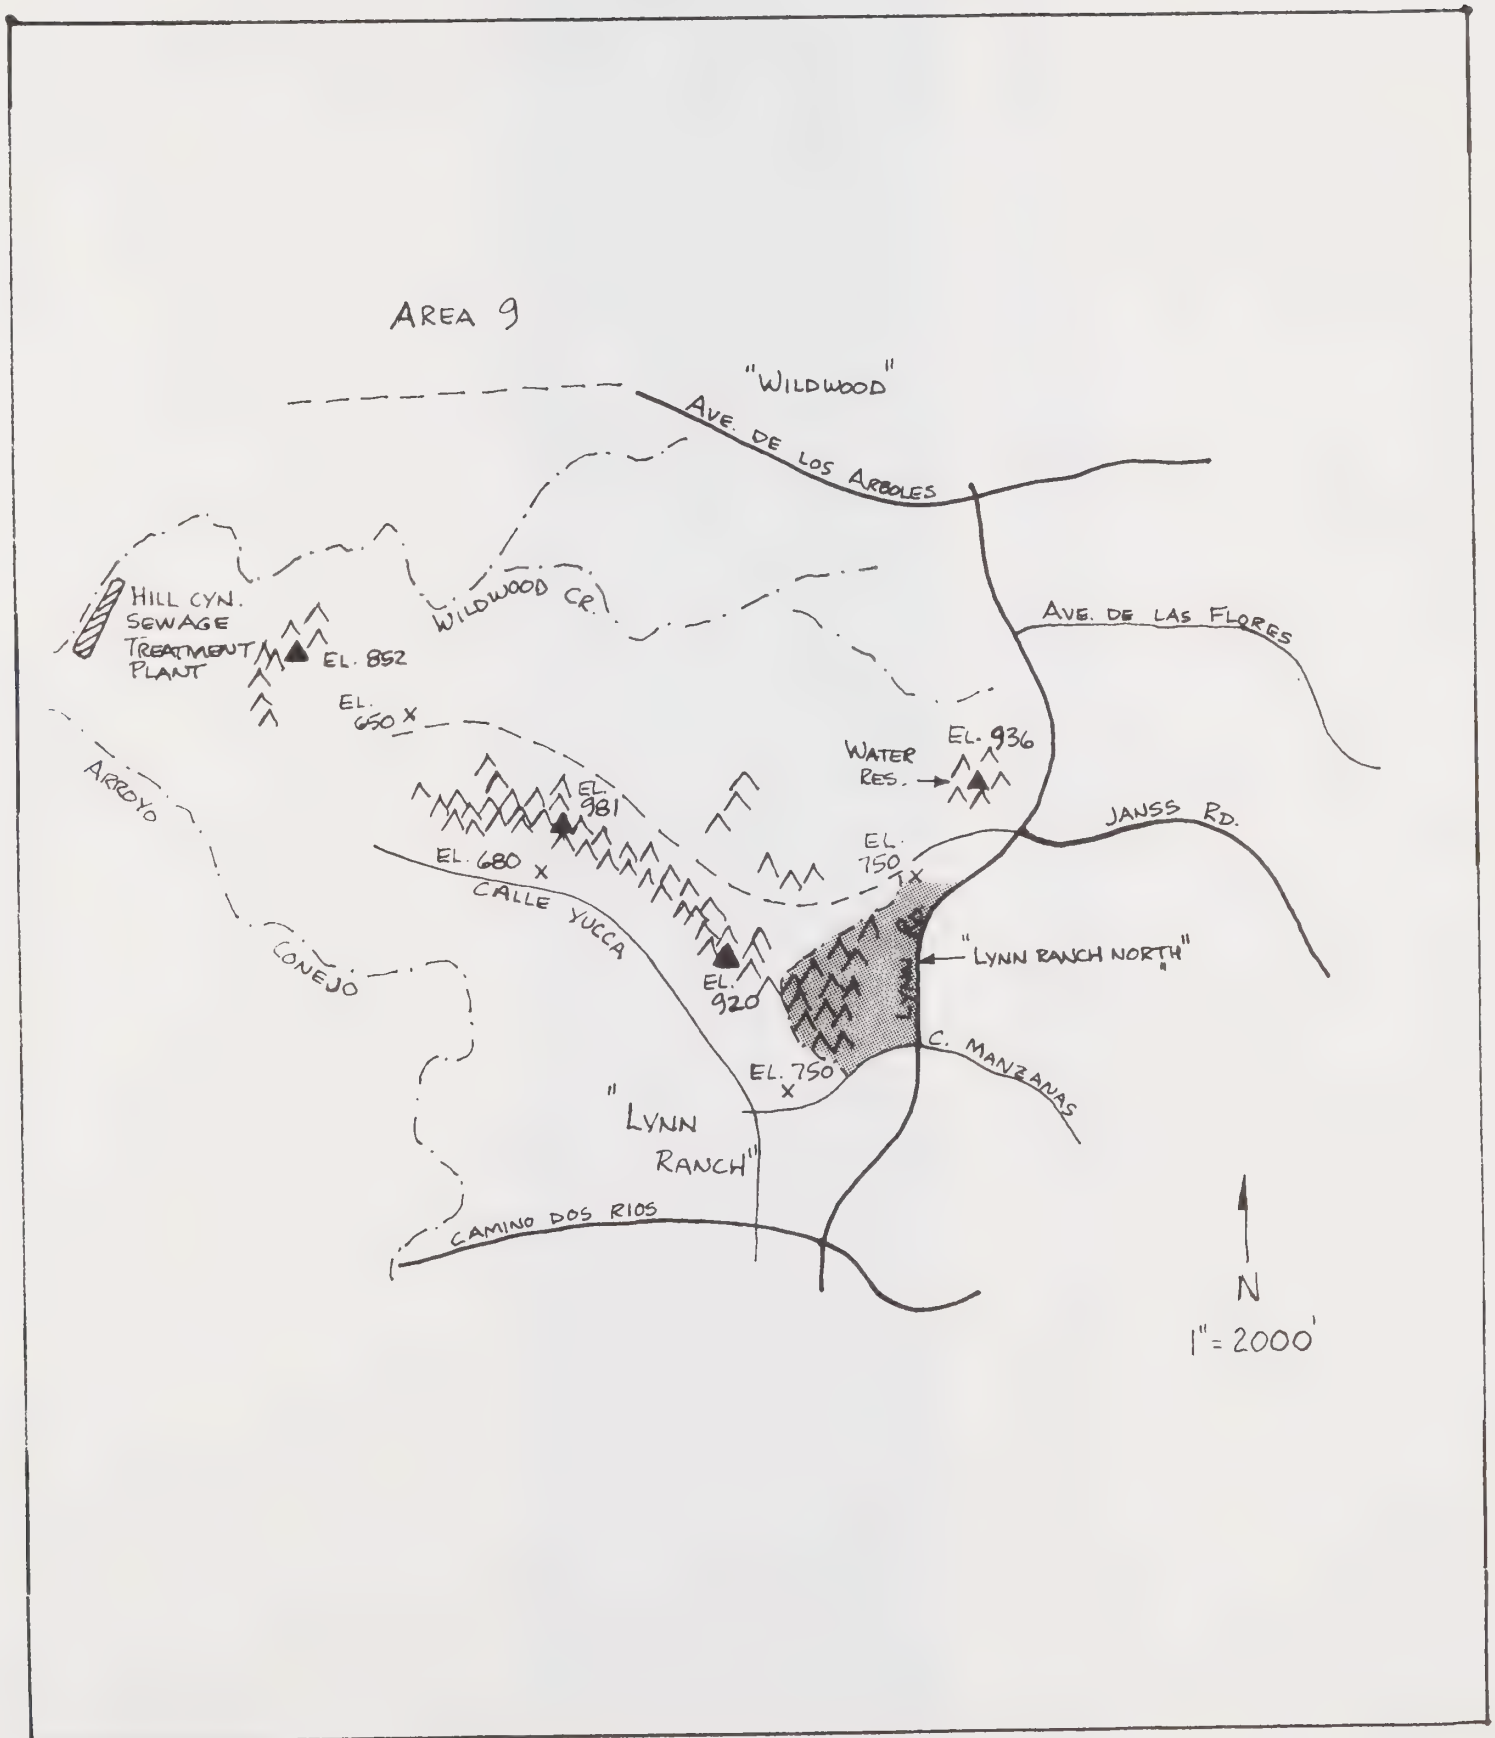 AREA 9
"WILDWOOD"
AVE. DE LOS ARBOLES
WILDWOOD CR.
HILL CYN.
SEWAGE
TREATMENT
PLANT
EL. 852
AVE. DE LAS FLORES
EL.
650 X
EL. 936
WATER
RES.
ARROYO
EL.
981
JANSS RD.
EL.
750 X
EL. 680 X
CALLE YUCCA
LYNN RD.
"LYNN RANCH NORTH"
CONEJO
EL.
920
C. MANZANAS
EL. 750
X
"LYNN
RANCH"
CAMINO DOS RIOS
N
1" = 2000'